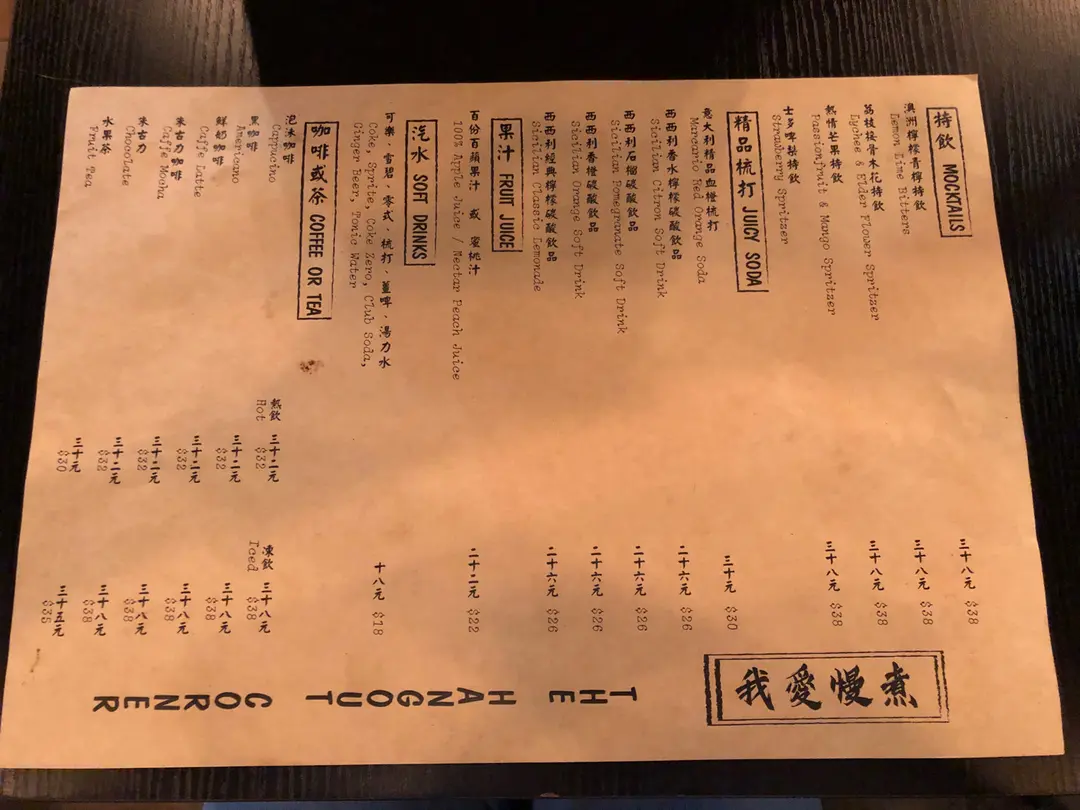 特飲 MOCKTAILS
澳洲檸檬青檸特飲 三十八元 $38
Lemon Lime Bitters
荔枝接骨木花特飲 三十八元 $38
Lychee & Elder Flower Spritzer
熱情芒果特飲 三十八元 $38
Passionfruit & Mango Spritzer
士多啤梨特飲 三十八元 $38
Strawberry Spritzer
精品梳打 JUICY SODA
意大利精品血橙梳打 三十元 $30
Macario Red Orange Soda
西西利香水檸檬碳酸飲品 二十六元 $26
Sicilian Citron Soft Drink
西西利石榴碳酸飲品 二十六元 $26
Sicilian Pomegranate Soft Drink
西西利香橙碳酸飲品 二十六元 $26
Sicilian Orange Soft Drink
西西利經典檸檬碳酸飲品 二十六元 $26
Sicilian Classic Lemonade
果汁 FRUIT JUICE
百份百蘋果汁 或 蜜桃汁 二十二元 $22
100% Apple Juice / Nectar Peach Juice
汽水 SOFT DRINKS
可樂.雪碧.零式.梳打.薑啤.湯力水 十八元 $18
Coke, Sprite, Coke Zero, Club Soda,
Ginger Beer, Tonic Water
咖啡或茶 COFFEE OR TEA
熱飲 凍飲
Hot Iced
泡沫咖啡 三十二元 三十八元
Cappucino $32 $38
黑咖啡 三十二元 三十八元
Americano $32 $38
鮮奶咖啡 三十二元 三十八元
Caffe Latte $32 $38
朱古力咖啡 三十二元 三十八元
Caffe Mocha $32 $38
朱古力 三十二元 三十八元
Chocolate $32 $38
水果茶 三十元 三十五元
Fruit Tea $30 $35
我愛慢煮
THE HANGOUT CORNER